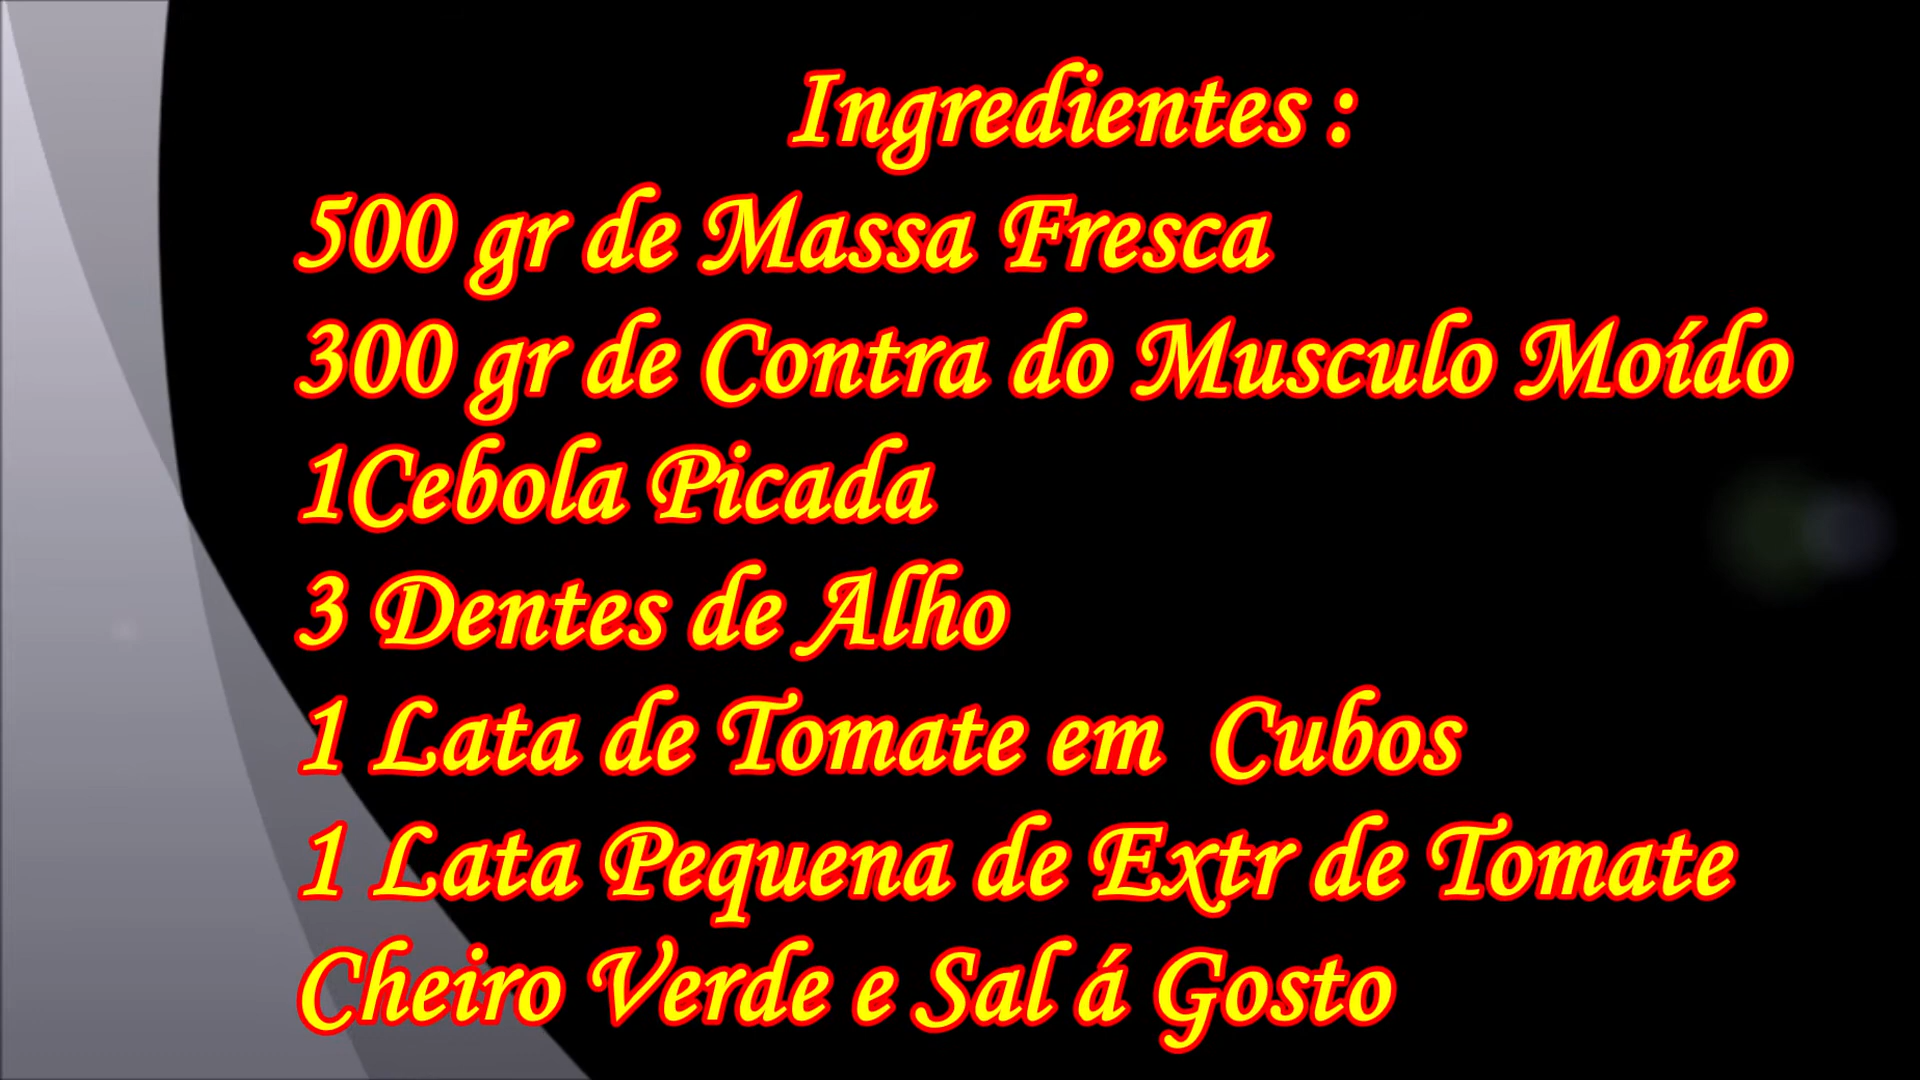 Ingredientes :
500 gr de Massa Fresca
300 gr de Contra do Musculo Moído
1Cebola Picada
3 Dentes de Alho
1 Lata de Tomate em Cubos
1 Lata Pequena de Extr de Tomate
Cheiro Verde e Sal á Gosto